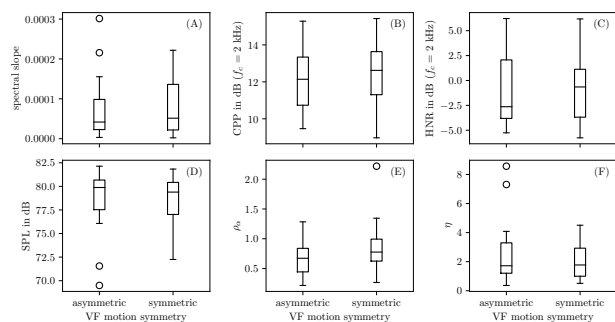 (A)
spectral slope
0.0003
0.0002
0.0001
0.0000
(B)
CPP in dB (f_c = 2 kHz)
14
12
10
(C)
HNR in dB (f_c = 2 kHz)
5.0
2.5
0.0
−2.5
−5.0
(D)
SPL in dB
82.5
80.0
77.5
75.0
72.5
70.0
asymmetric symmetric
VF motion symmetry
(E)
2.0
1.5
1.0
0.5
asymmetric symmetric
VF motion symmetry
(F)
η
8
6
4
2
0
asymmetric symmetric
VF motion symmetry